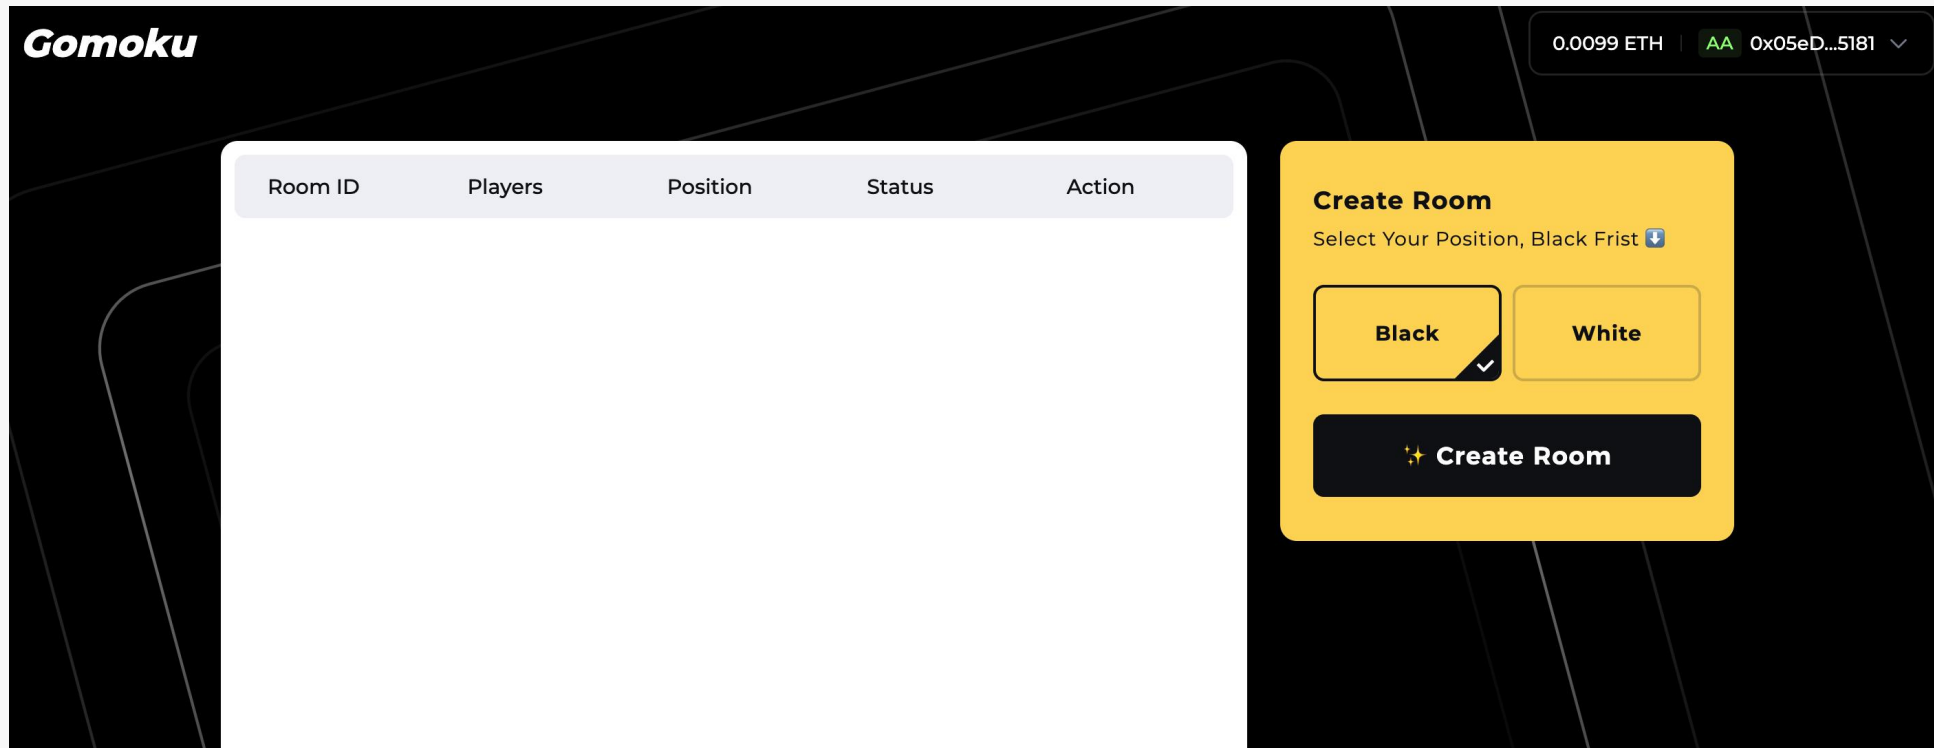 Gomoku
0.0099 ETH AA 0x05eD...5181
Room ID Players Position Status Action
Create Room
Select Your Position, Black Frist ⬇️
Black White
✨ Create Room